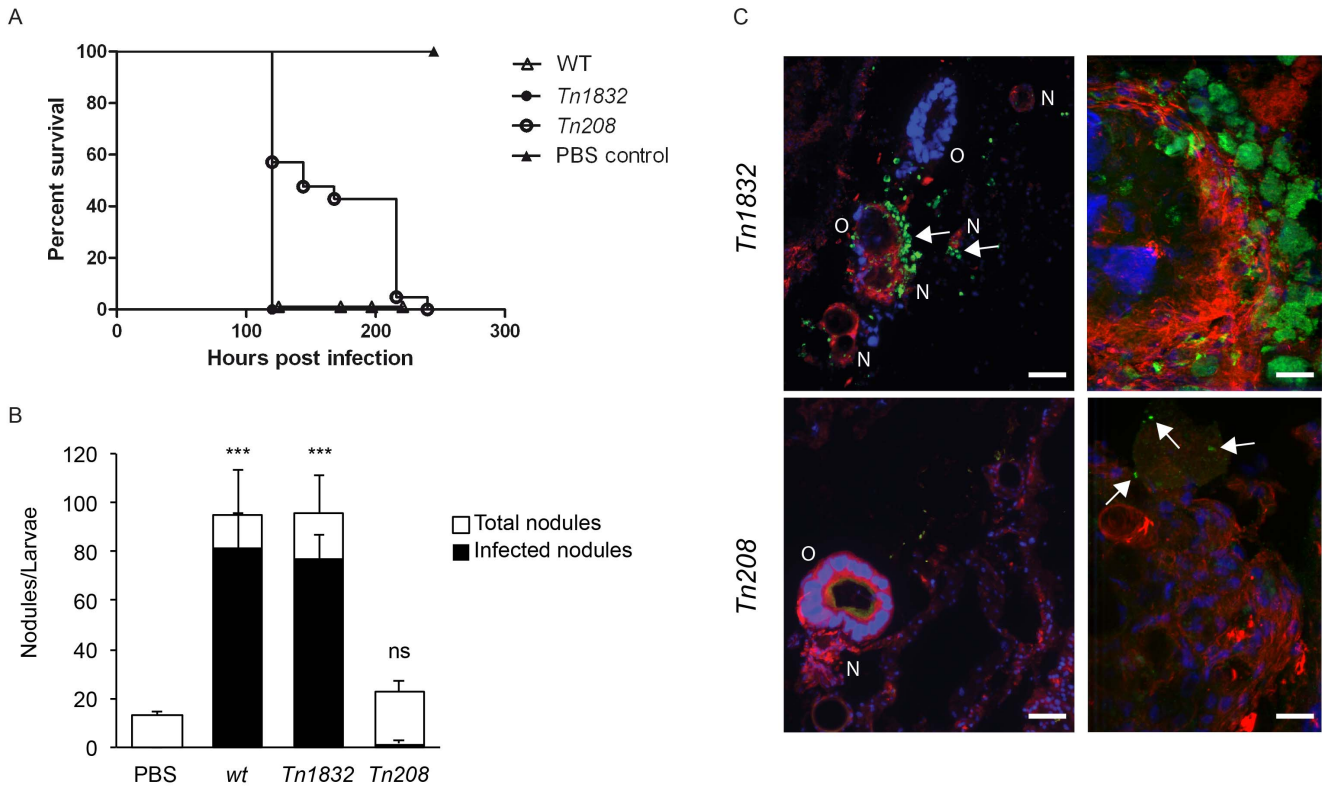 A
100
80
60
40
20
0
0 100 200 300
Percent survival
Hours post infection
WT
Tn1832
Tn208
PBS control
B
120
100
80
60
40
20
0
Nodules/Larvae
*** ***
ns
Total nodules
Infected nodules
PBS wt Tn1832 Tn208
C
Tn1832
N
O
O
N
N
N
Tn208
O
N